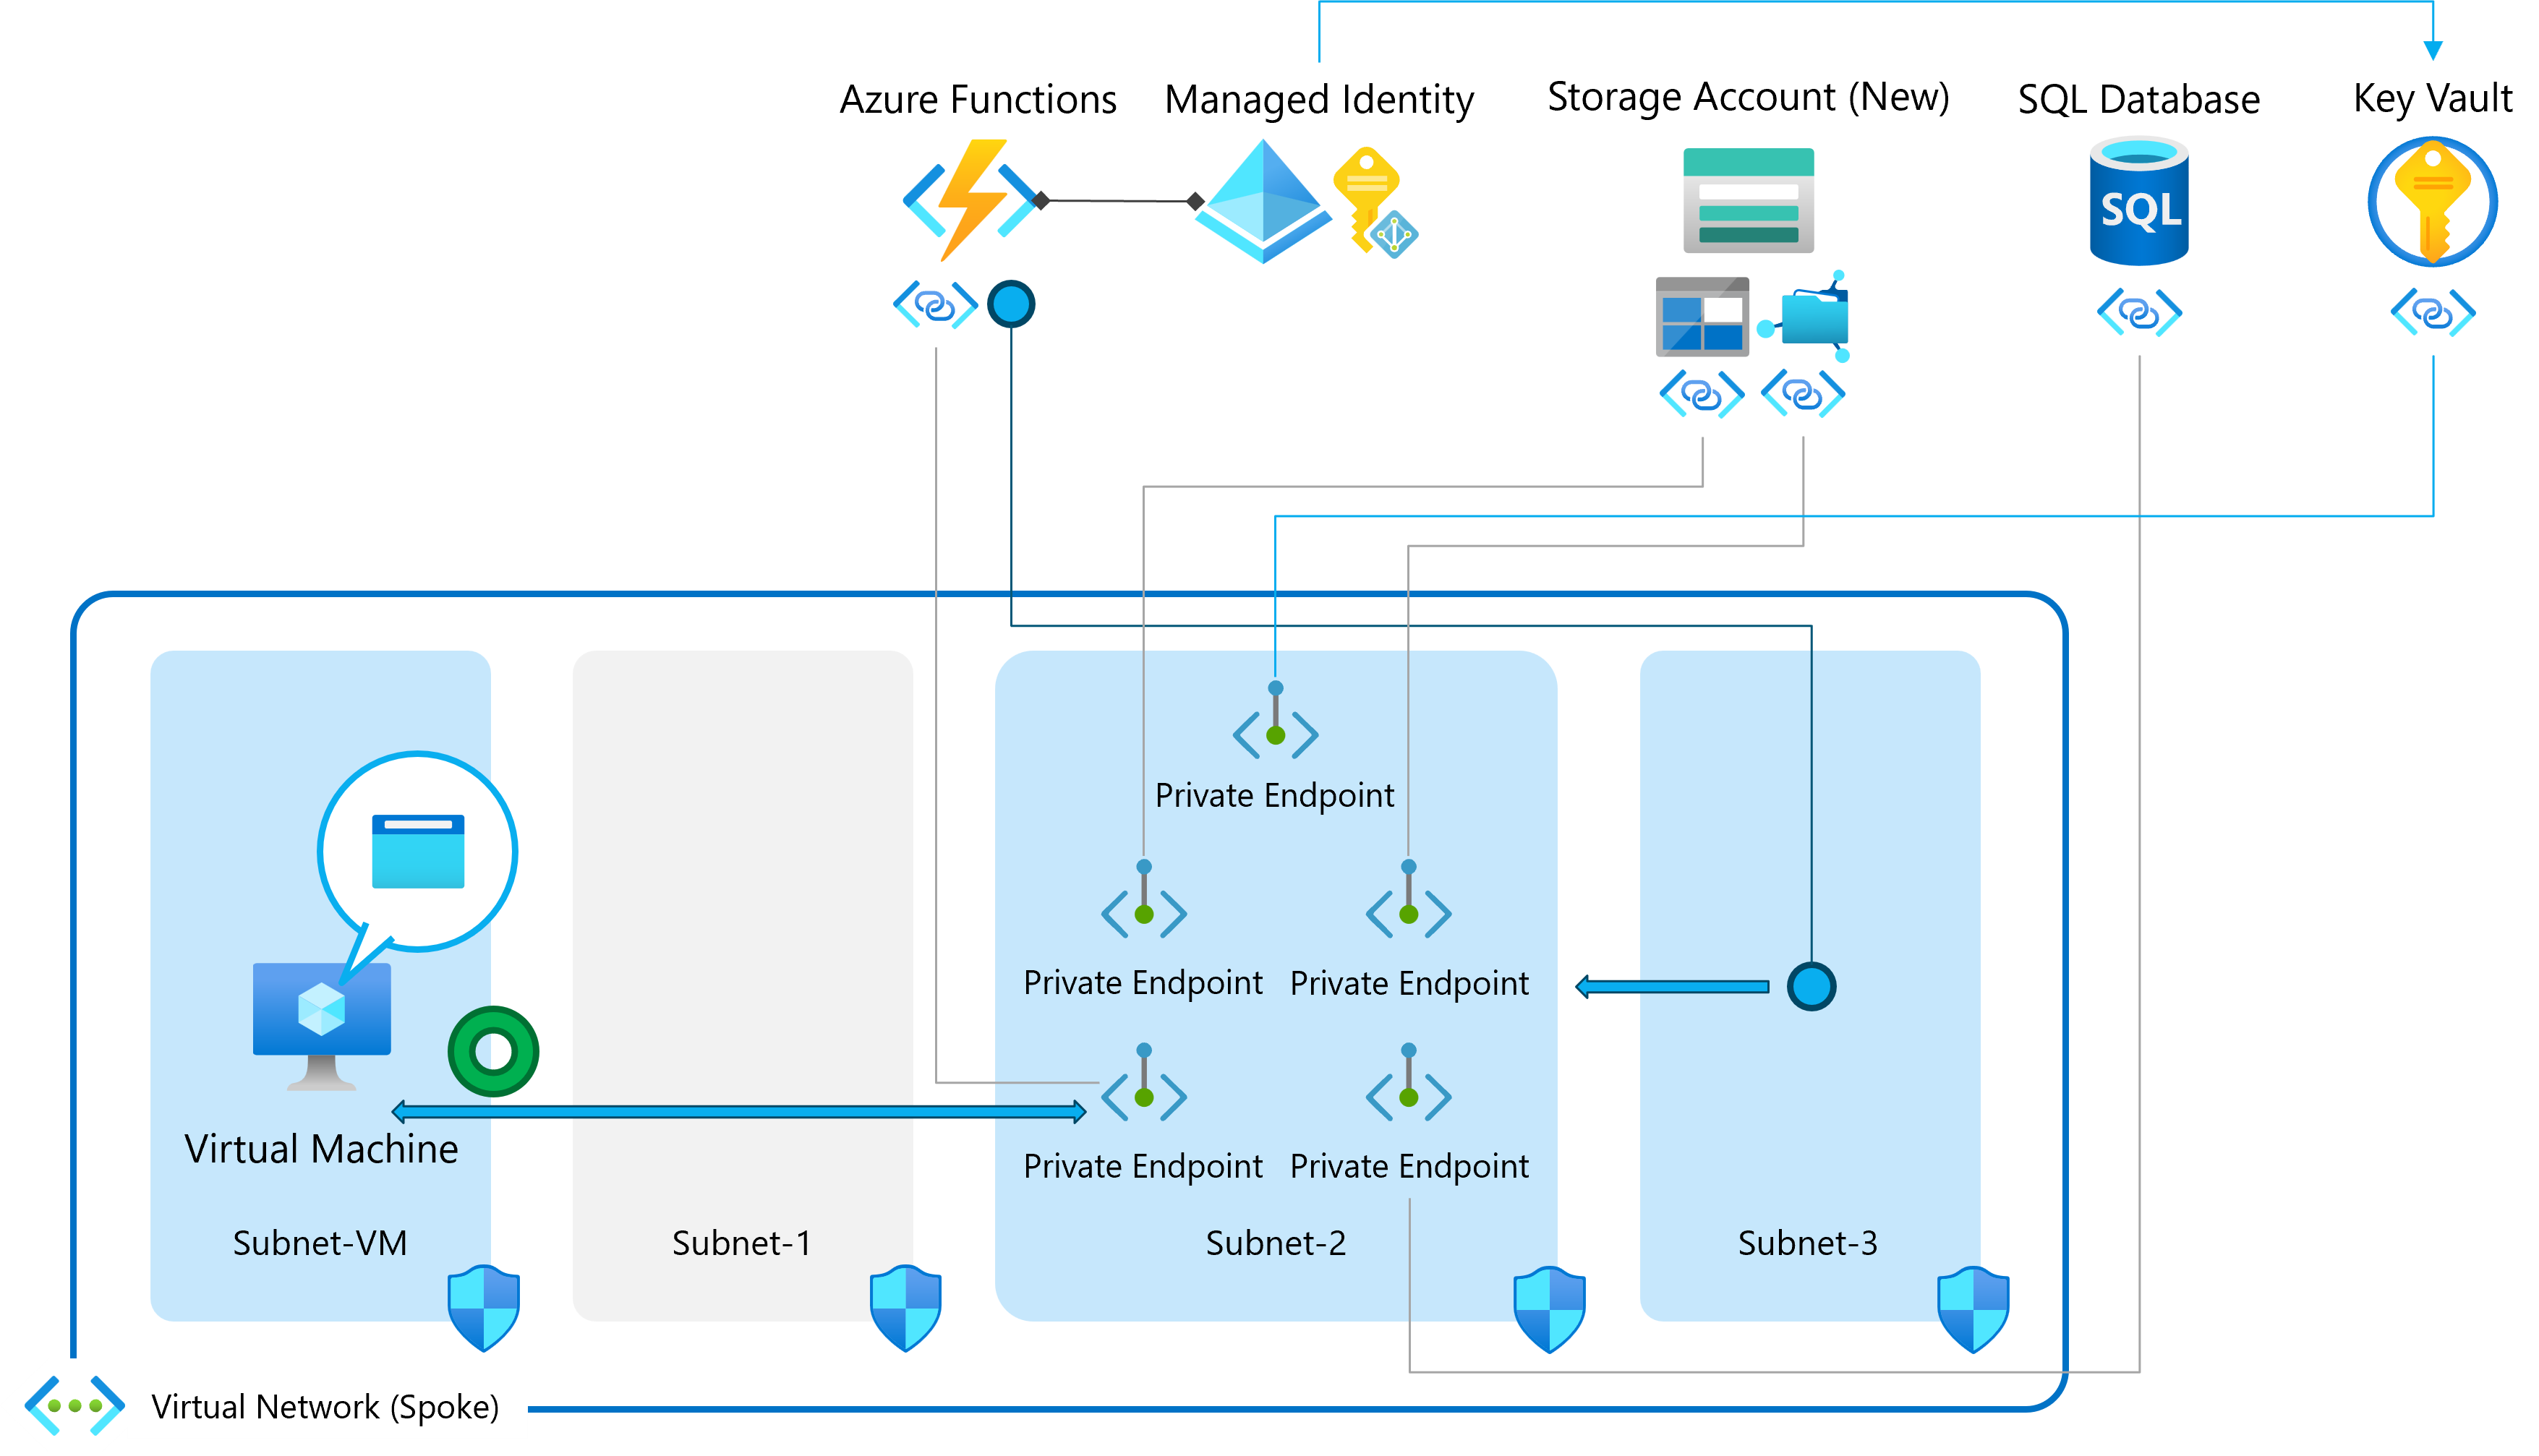 Azure Functions
Managed Identity
Storage Account (New)
SQL Database
Key Vault
SQL
Private Endpoint
Private Endpoint
Private Endpoint
Private Endpoint
Private Endpoint
Virtual Machine
Subnet-VM
Subnet-1
Subnet-2
Subnet-3
Virtual Network (Spoke)